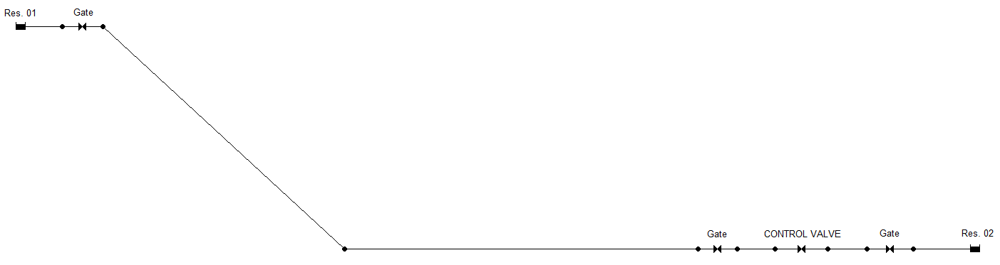 Res. 01
Gate
Gate
CONTROL VALVE
Gate
Res. 02